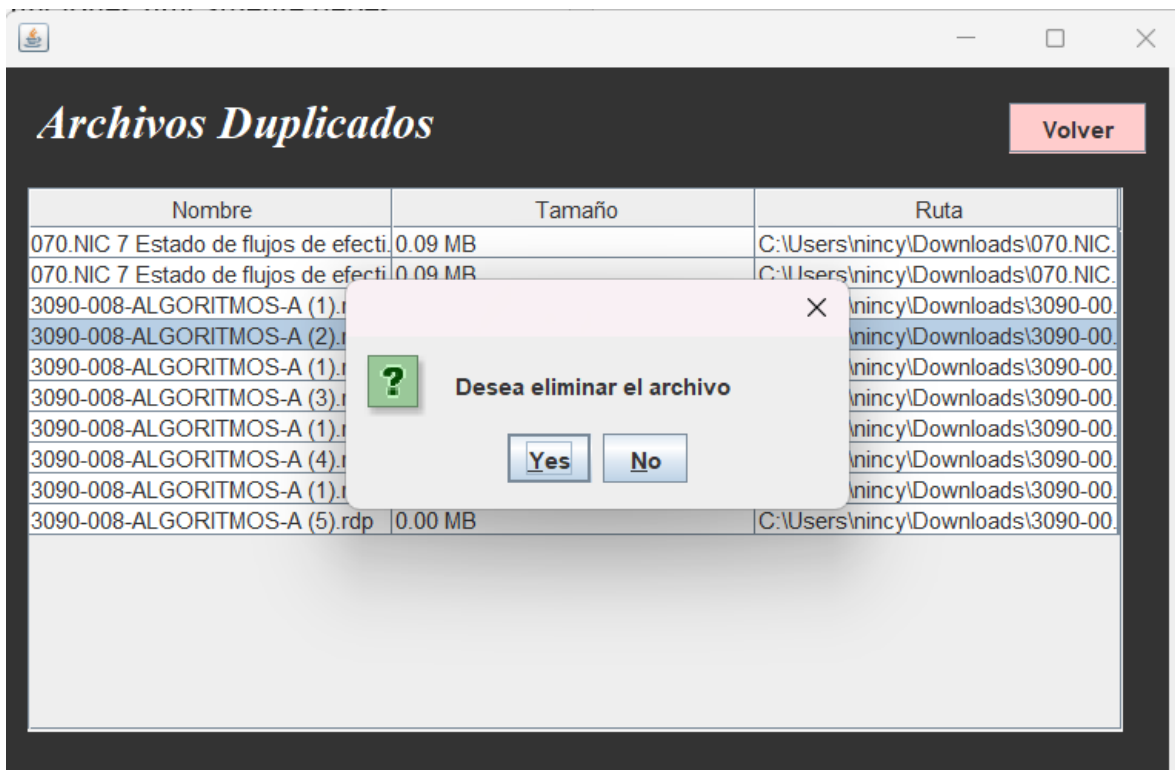 Archivos Duplicados
Volver
Nombre Tamaño Ruta
070.NIC 7 Estado de flujos de efecti. 0.09 MB C:\Users\nincy\Downloads\070.NIC.
070.NIC 7 Estado de flujos de efecti 0.09 MB C:\Users\nincy\Downloads\070.NIC.
3090-008-ALGORITMOS-A (1).r \nincy\Downloads\3090-00.
3090-008-ALGORITMOS-A (2).r \nincy\Downloads\3090-00.
3090-008-ALGORITMOS-A (1).r \nincy\Downloads\3090-00.
3090-008-ALGORITMOS-A (3).r \nincy\Downloads\3090-00.
3090-008-ALGORITMOS-A (1).r \nincy\Downloads\3090-00.
3090-008-ALGORITMOS-A (4).r \nincy\Downloads\3090-00.
3090-008-ALGORITMOS-A (1).r \nincy\Downloads\3090-00.
3090-008-ALGORITMOS-A (5).rdp 0.00 MB C:\Users\nincy\Downloads\3090-00.
Desea eliminar el archivo
Yes No